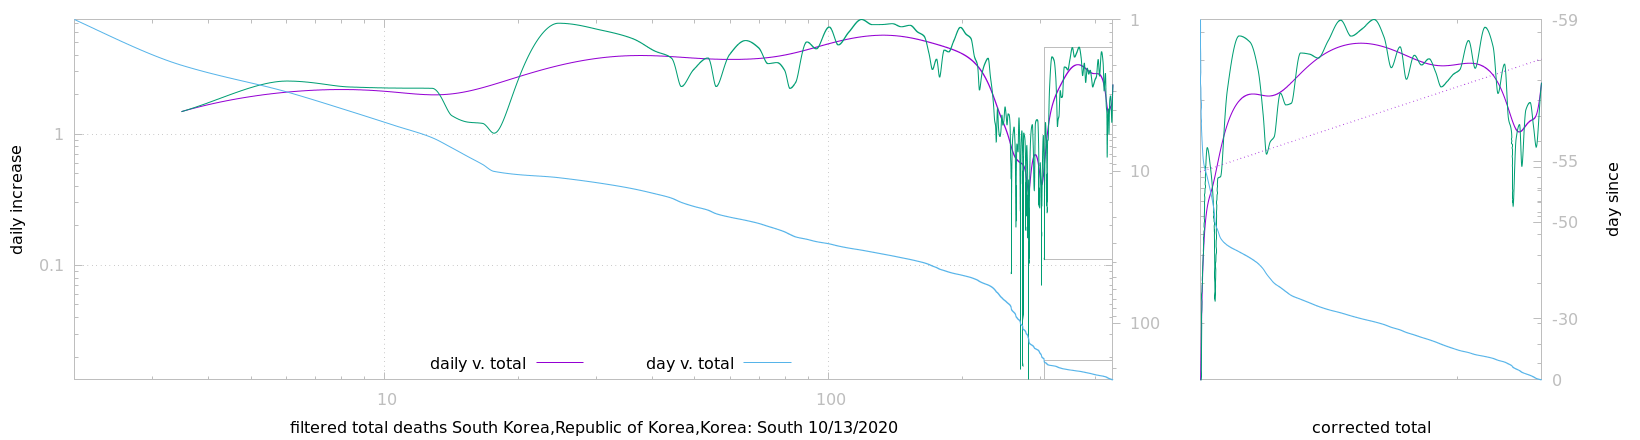 1
-59
1
10
-55
-50
0.1
100
-30
0
daily increase
day since
daily v. total
day v. total
10
100
filtered total deaths South Korea,Republic of Korea,Korea: South 10/13/2020
corrected total